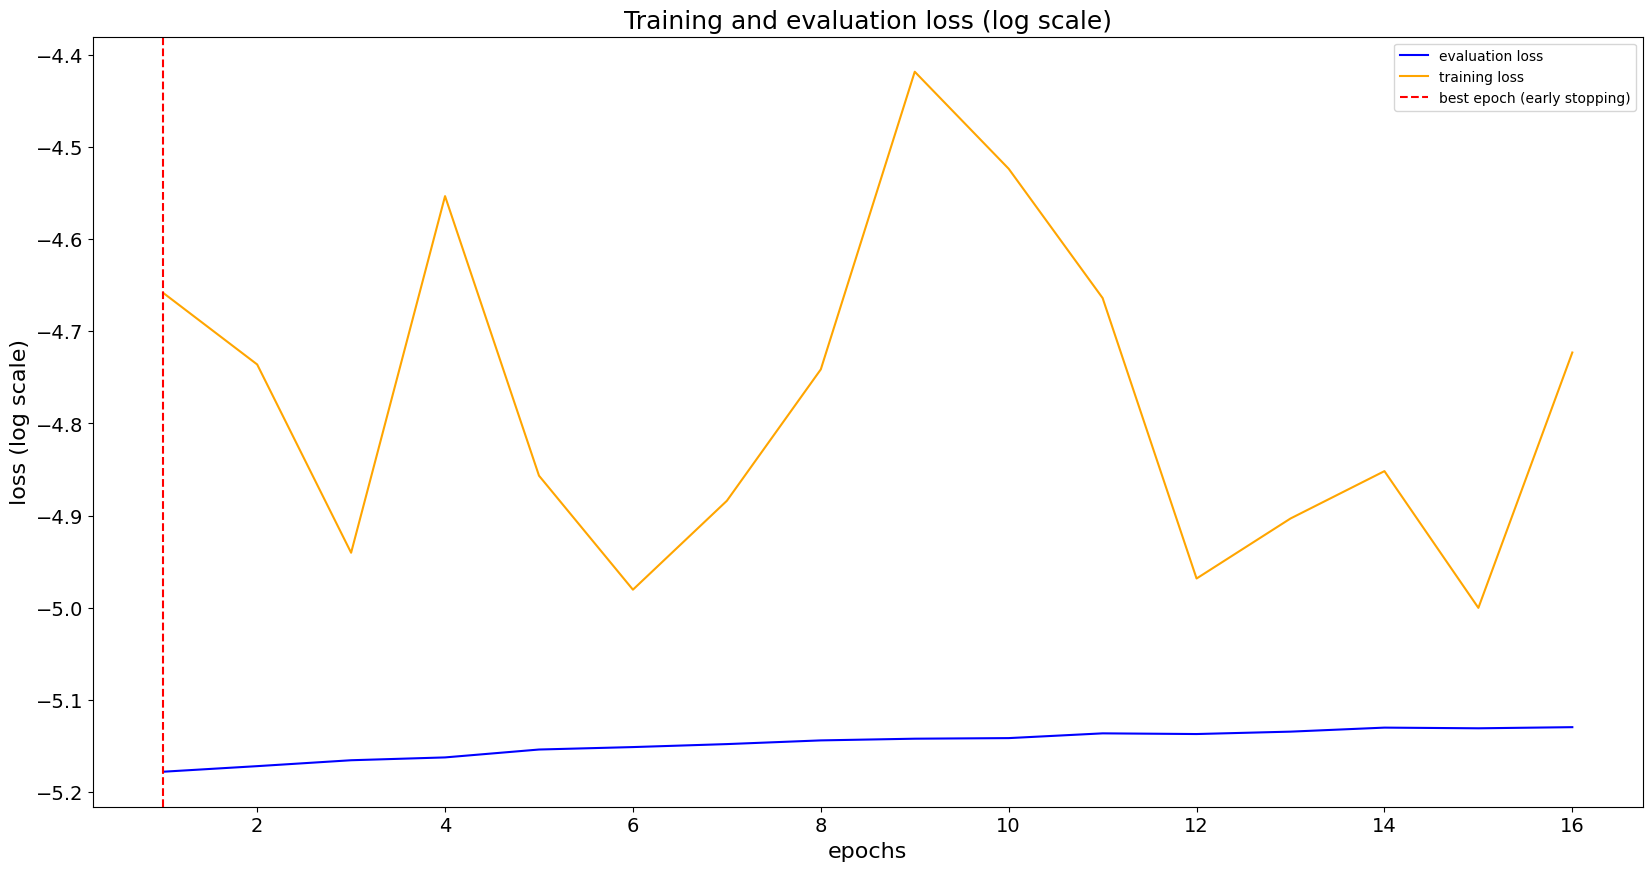 Training and evaluation loss (log scale)
evaluation loss
training loss
best epoch (early stopping)
loss (log scale)
−4.4
−4.5
−4.6
−4.7
−4.8
−4.9
−5.0
−5.1
−5.2
2 4 6 8 10 12 14 16
epochs